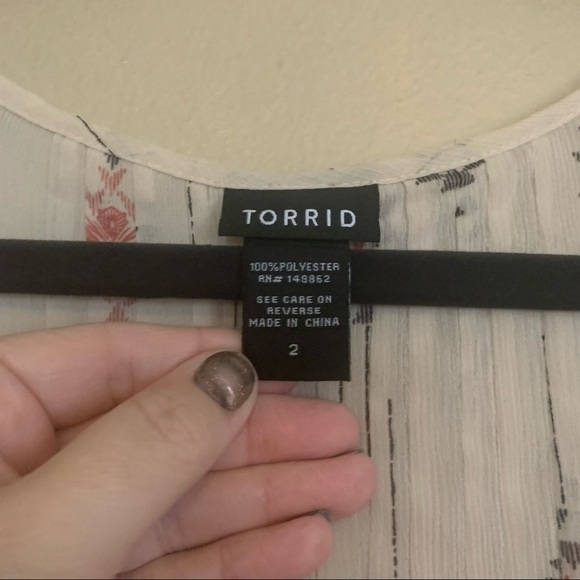 TORRID
100%POLYESTER
RN# 148862
SEE CARE ON
REVERSE
MADE IN CHINA
2